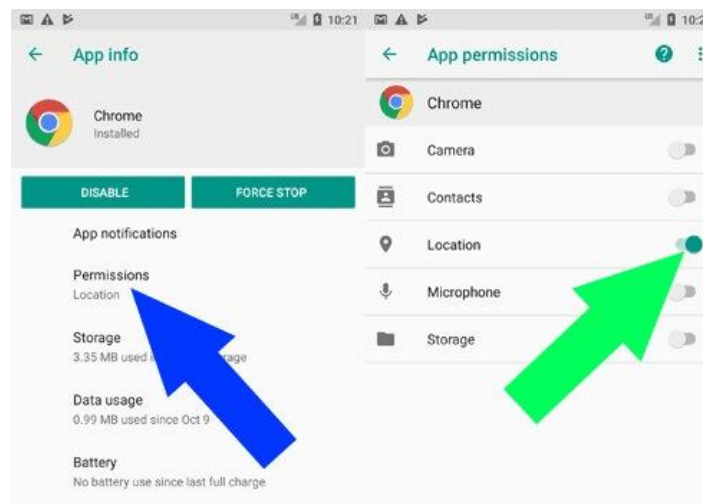 10:21
App info
Chrome
Installed
DISABLE
FORCE STOP
App notifications
Permissions
Location
Storage
3.35 MB used
Data usage
0.99 MB used since Oct 9
Battery
No battery use since last full charge
10:2
App permissions
Chrome
Camera
Contacts
Location
Microphone
Storage